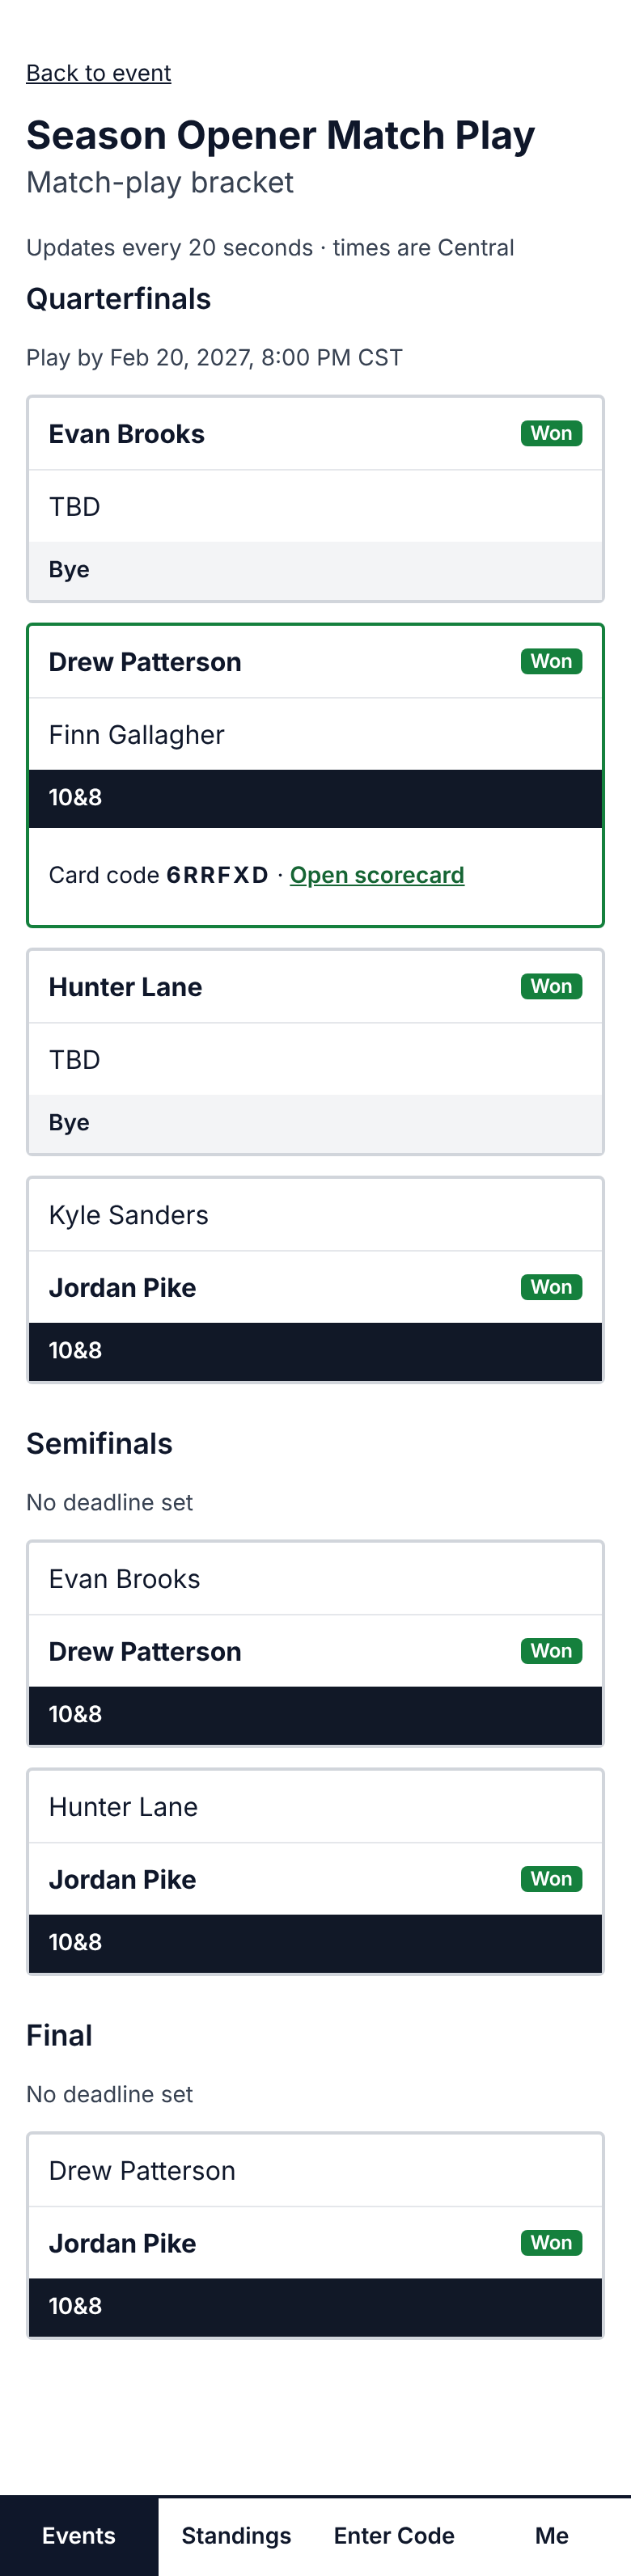 Back to event
Season Opener Match Play
Match-play bracket
Updates every 20 seconds · times are Central
Quarterfinals
Play by Feb 20, 2027, 8:00 PM CST
Evan Brooks Won
TBD
Bye
Drew Patterson Won
Finn Gallagher
10&8
Card code 6RRFXD · Open scorecard
Hunter Lane Won
TBD
Bye
Kyle Sanders
Jordan Pike Won
10&8
Semifinals
No deadline set
Evan Brooks
Drew Patterson Won
10&8
Hunter Lane
Jordan Pike Won
10&8
Final
No deadline set
Drew Patterson
Jordan Pike Won
10&8
Events Standings Enter Code Me